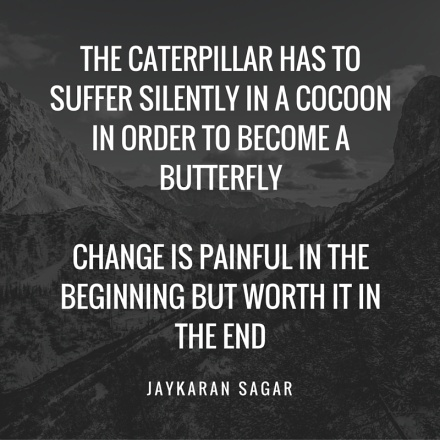 THE CATERPILLAR HAS TO
SUFFER SILENTLY IN A COCOON
IN ORDER TO BECOME A
BUTTERFLY
CHANGE IS PAINFUL IN THE
BEGINNING BUT WORTH IT IN
THE END
JAYKARAN SAGAR